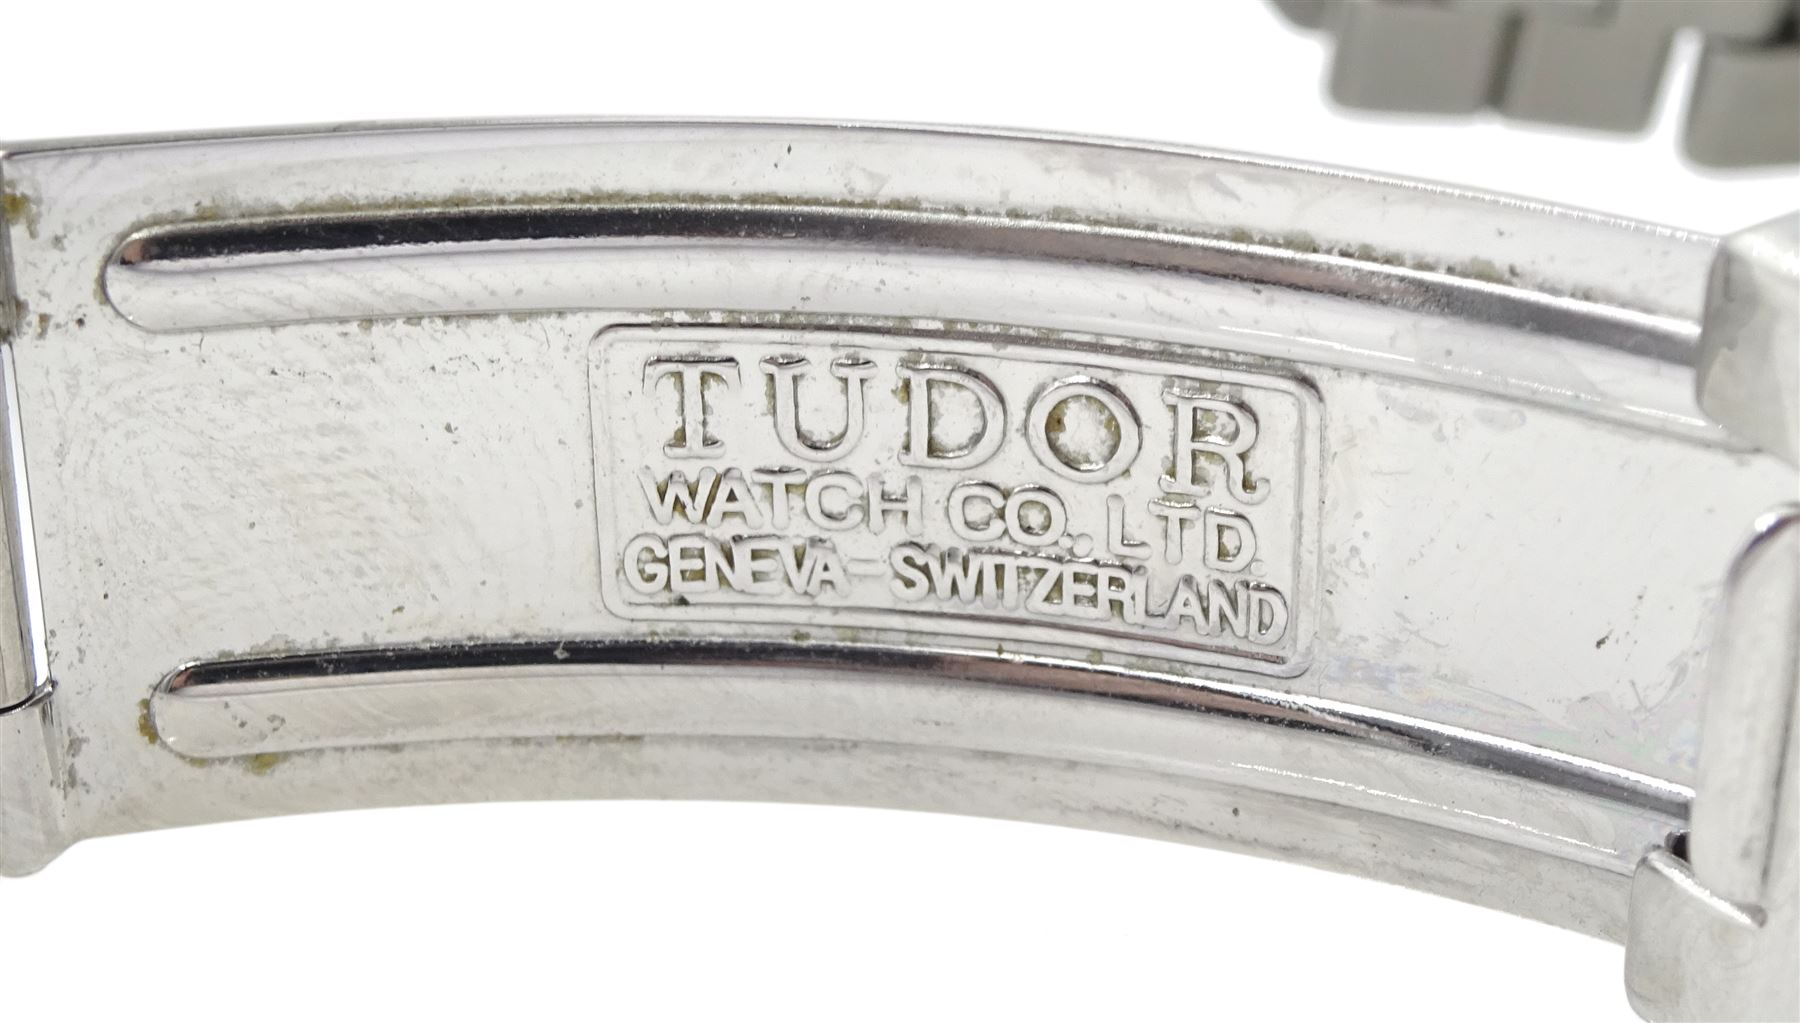 TUDOR
WATCH CO., LTD.
GENEVA-SWITZERLAND